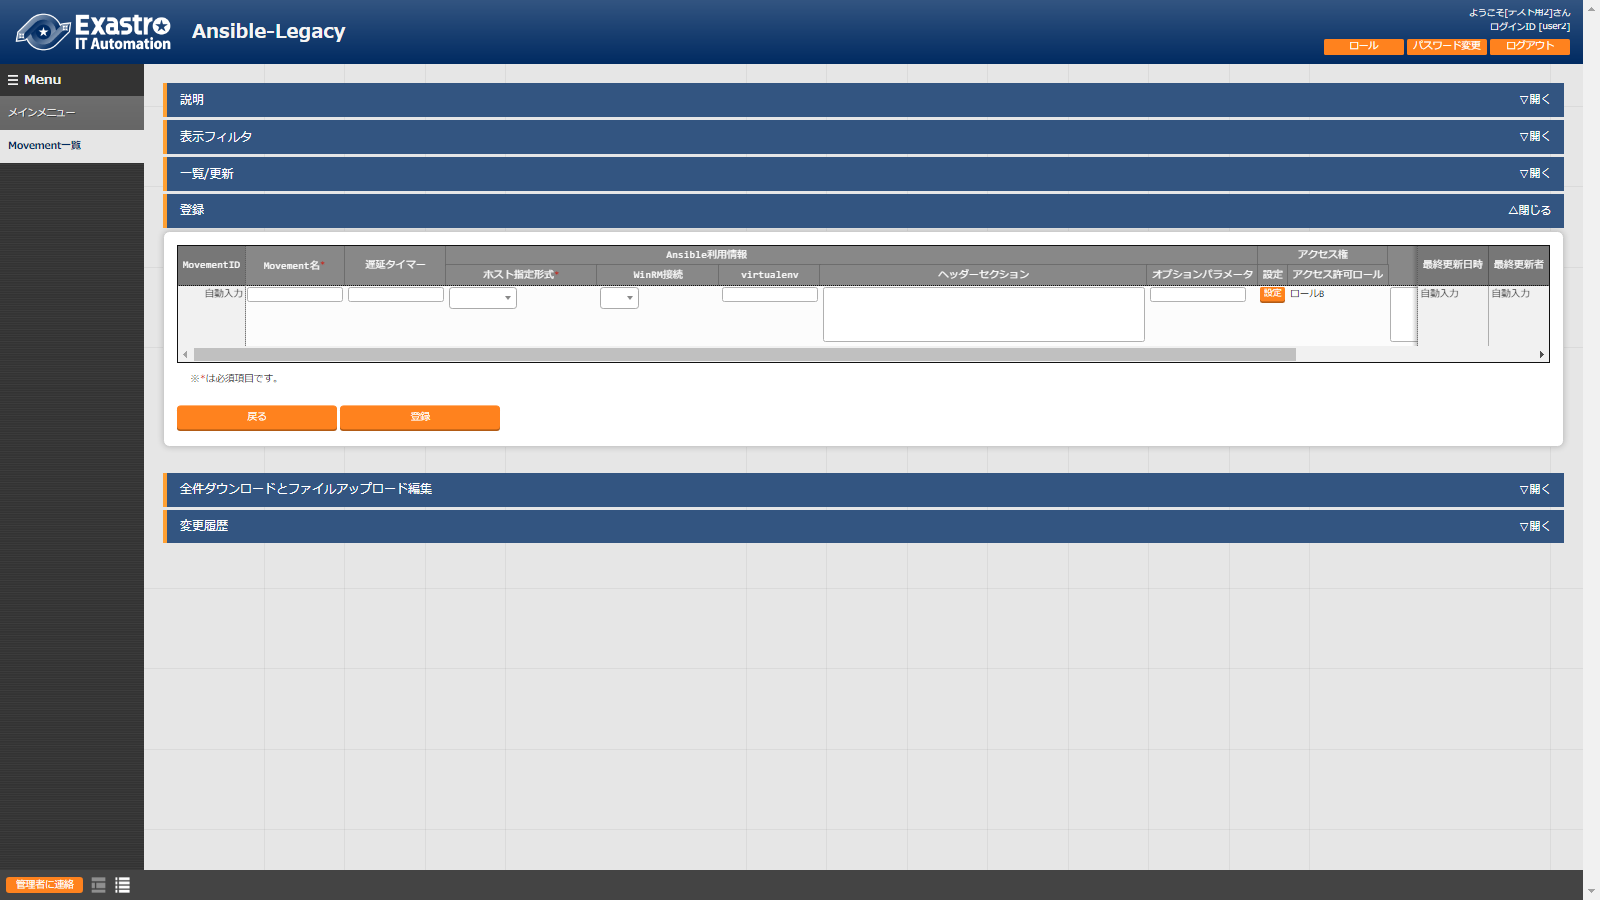 Exastro
IT Automation
Ansible-Legacy
ようこそ[テスト用2]さん
ログインID [user2]
ロール
パスワード変更
ログアウト
Menu
メインメニュー
Movement一覧
説明
▽開く
表示フィルタ
▽開く
一覧/更新
▽開く
登録
△閉じる
MovementID
Movement名*
遅延タイマー
Ansible利用情報
アクセス権
最終更新日時
最終更新者
ホスト指定形式*
WinRM接続
virtualenv
ヘッダーセクション
オプションパラメータ
設定
アクセス許可ロール
自動入力
設定
ロールB
自動入力
自動入力
※*は必須項目です。
戻る
登録
全件ダウンロードとファイルアップロード編集
▽開く
変更履歴
▽開く
管理者に連絡